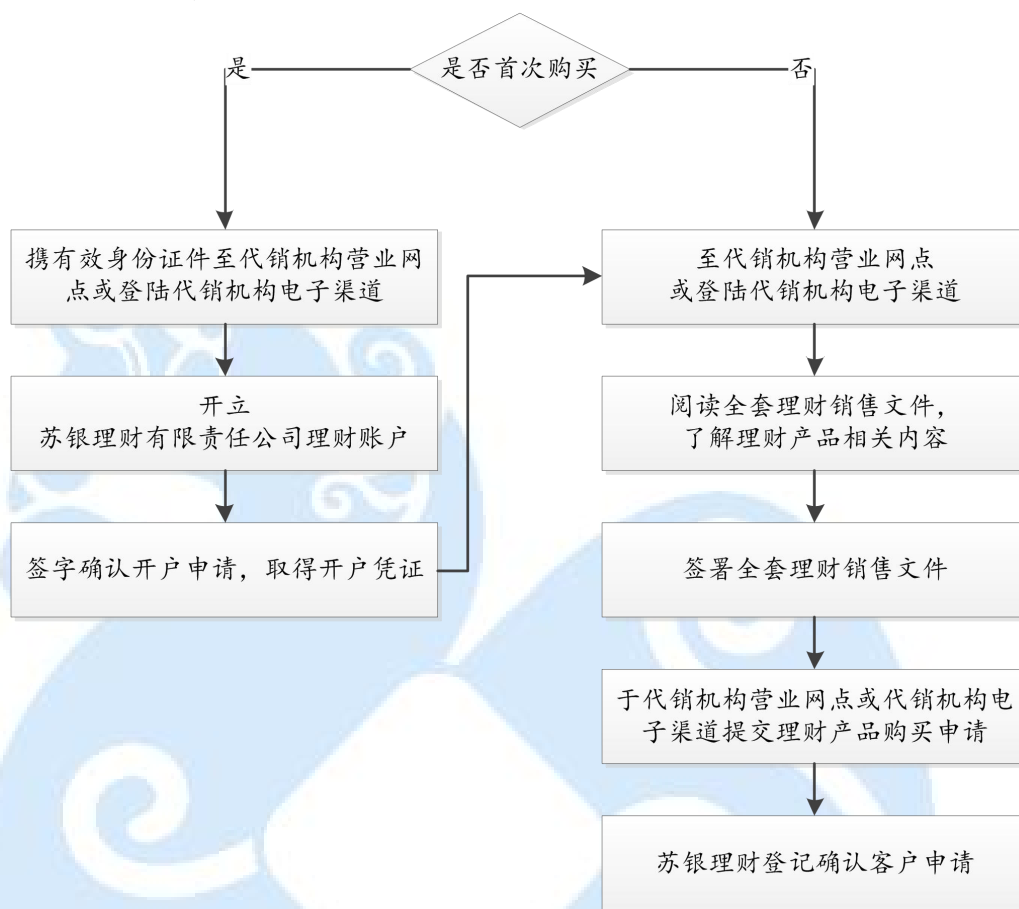 是否首次购买
是
否
携有效身份证件至代销机构营业网
点或登陆代销机构电子渠道
开立
苏银理财有限责任公司理财账户
签字确认开户申请，取得开户凭证
至代销机构营业网点
或登陆代销机构电子渠道
阅读全套理财销售文件，
了解理财产品相关内容
签署全套理财销售文件
于代销机构营业网点或代销机构电
子渠道提交理财产品购买申请
苏银理财登记确认客户申请